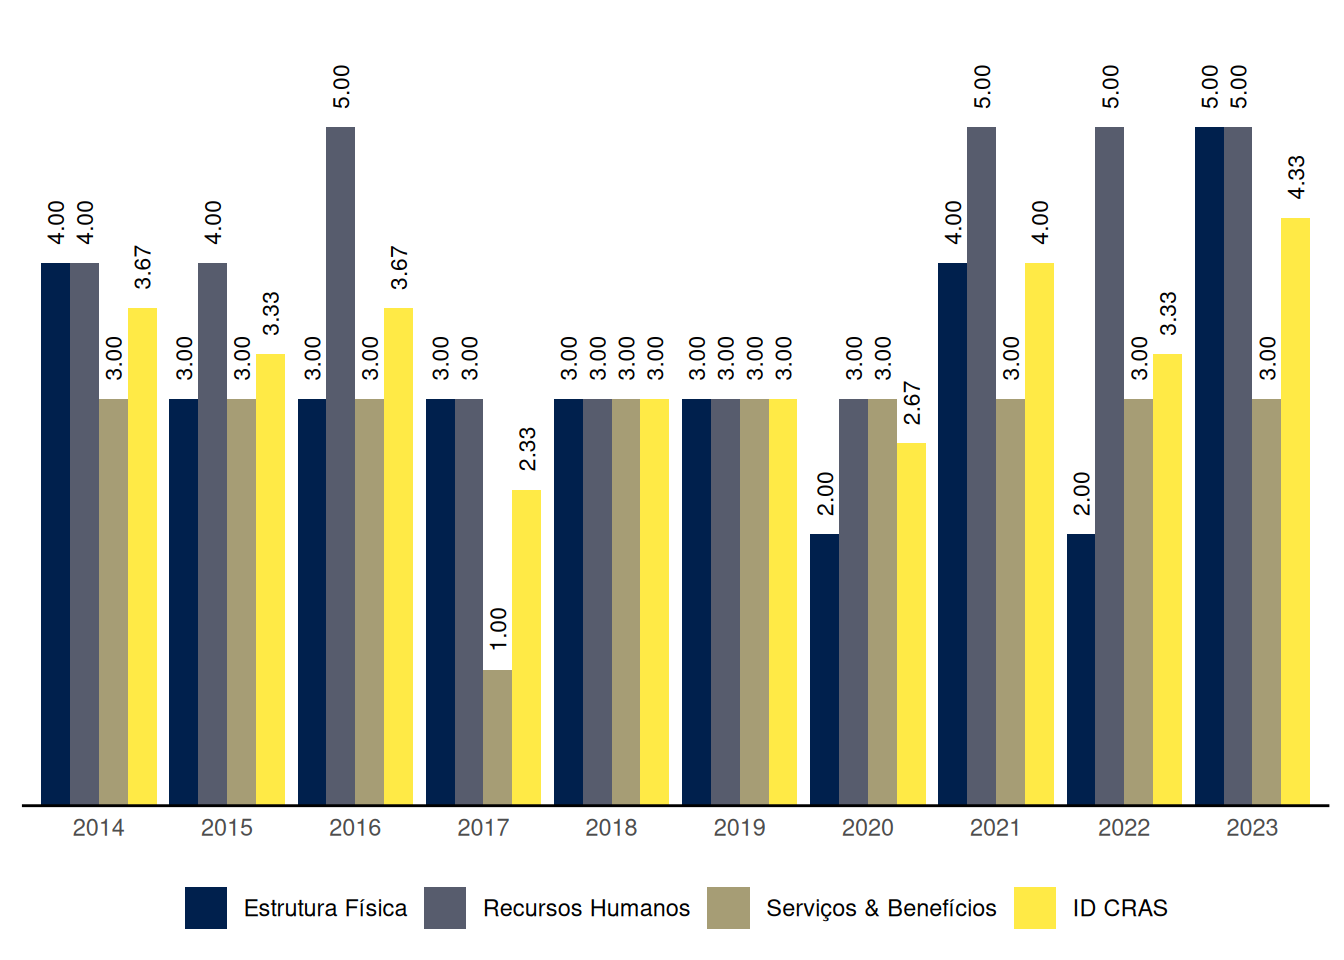 4.00 4.00 3.00 3.67 3.00 4.00 3.00 3.33 3.00 5.00 3.00 3.67 3.00 3.00 1.00 2.33 3.00 3.00 3.00 3.00 3.00 3.00 3.00 3.00 2.00 3.00 3.00 2.67 4.00 5.00 3.00 4.00 2.00 5.00 3.00 3.33 5.00 5.00 3.00 4.33
2014 2015 2016 2017 2018 2019 2020 2021 2022 2023
Estrutura Física Recursos Humanos Serviços & Benefícios ID CRAS